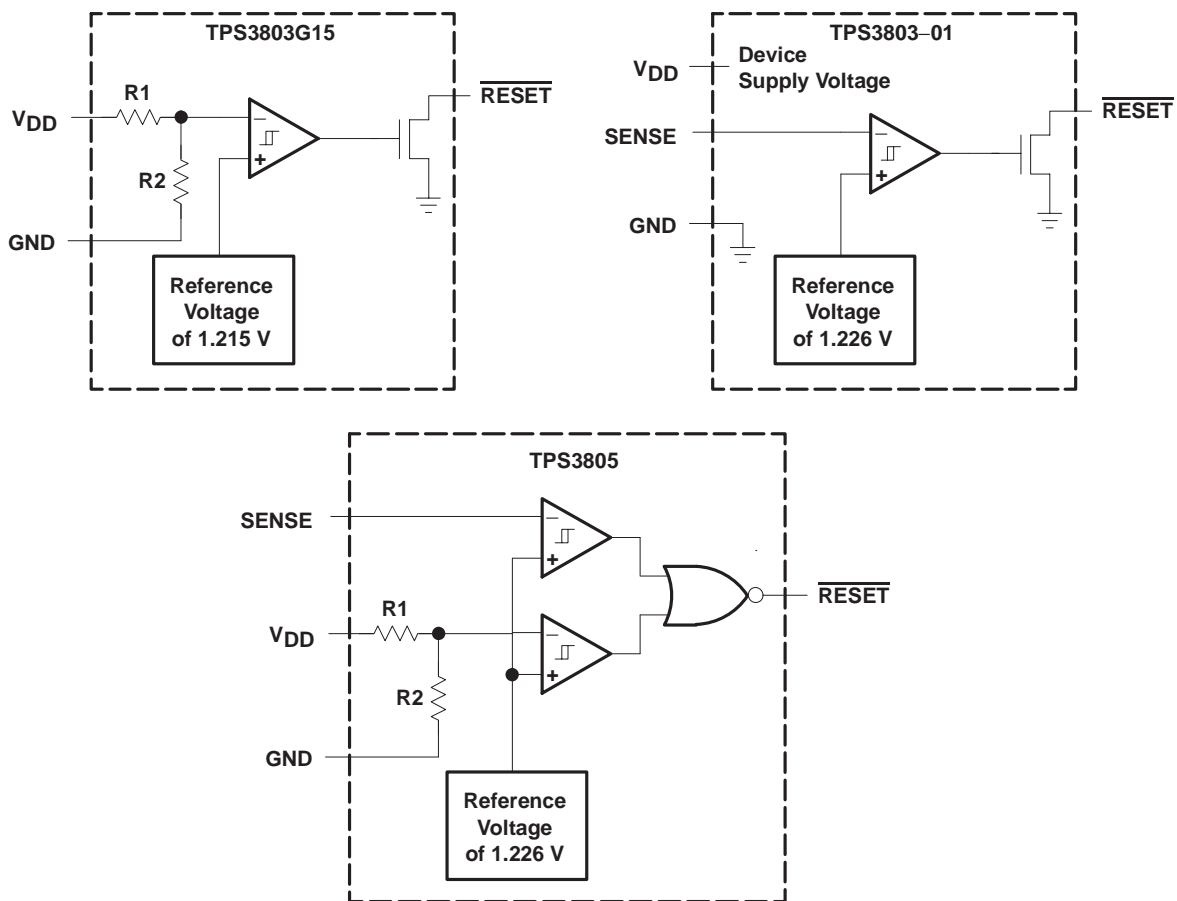 TPS3803G15
R1
VDD
R2
GND
−
+
RESET
Reference
Voltage
of 1.215 V
TPS3803−01
VDD
Device
Supply Voltage
SENSE
GND
−
+
RESET
Reference
Voltage
of 1.226 V
TPS3805
SENSE
−
+
R1
VDD
R2
GND
−
+
RESET
Reference
Voltage
of 1.226 V